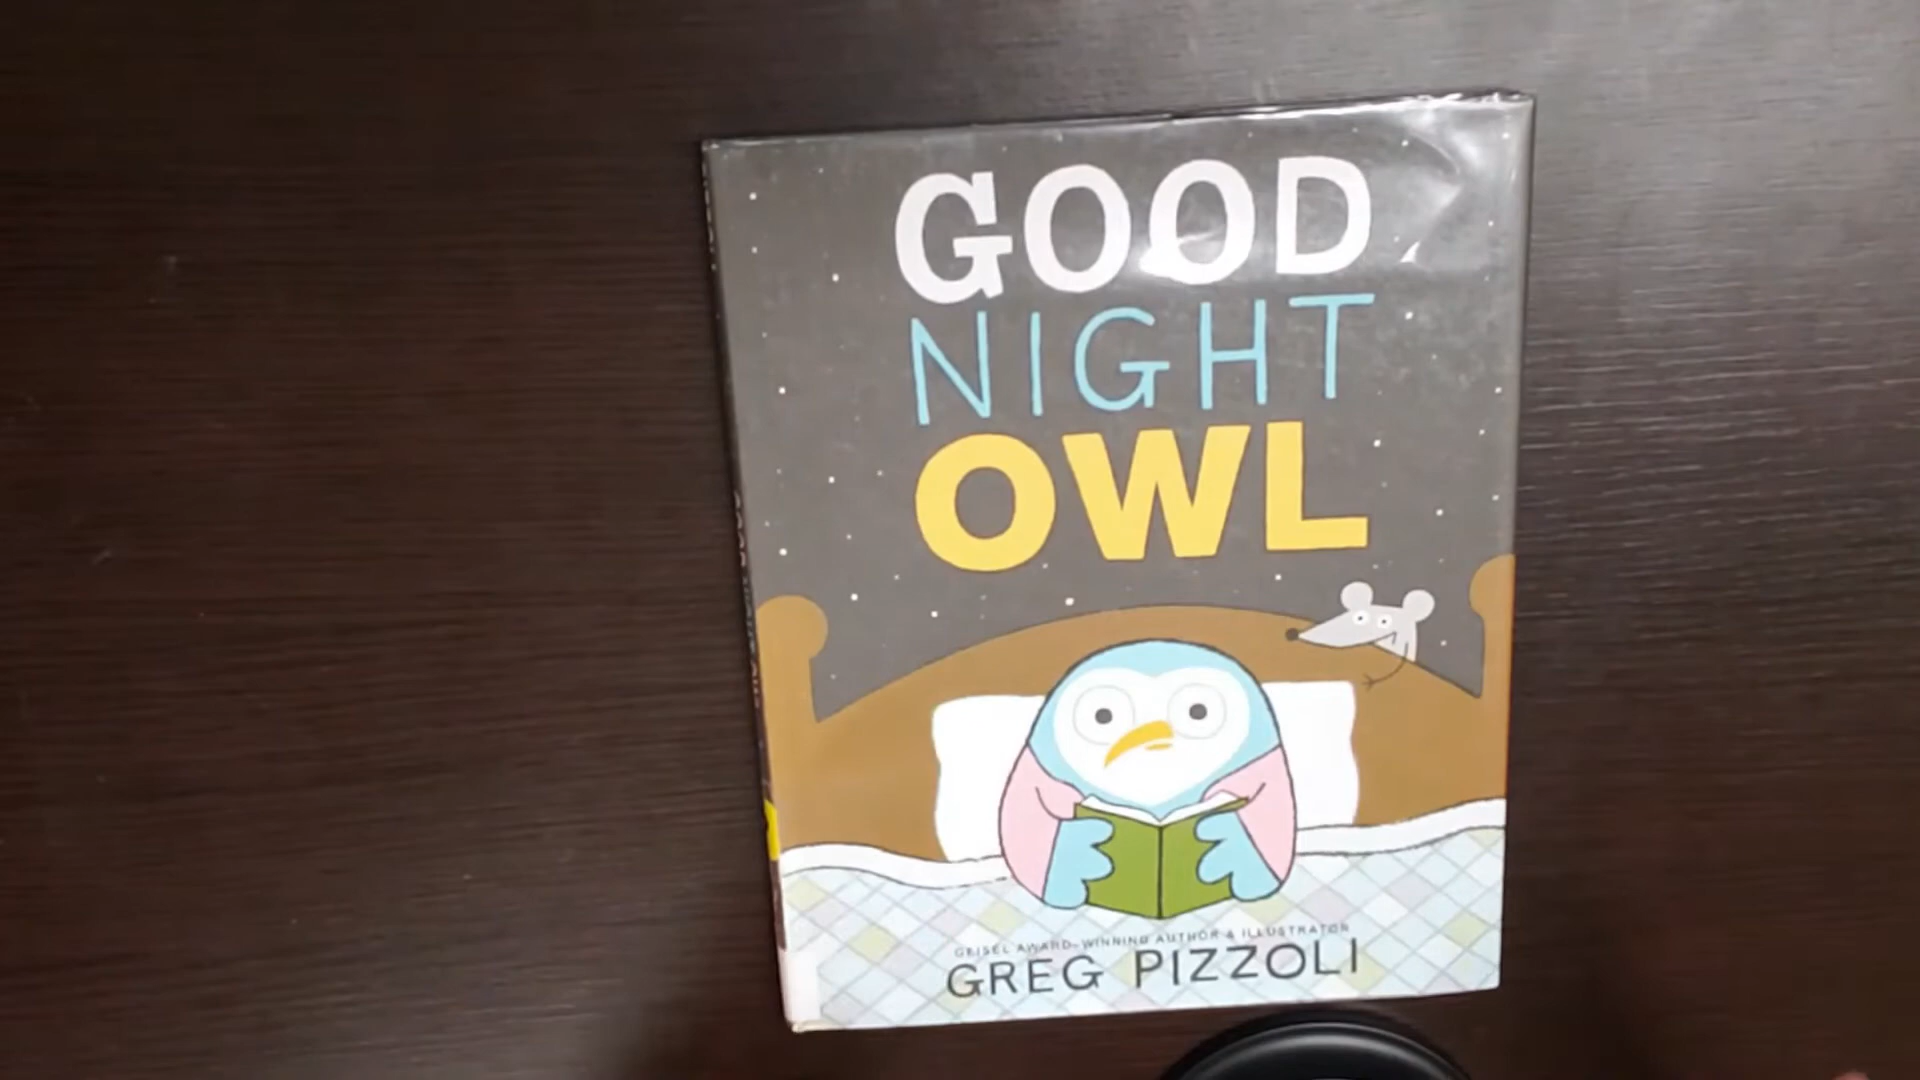 GOOD
NIGHT
OWL
GEISEL AWARD-WINNING AUTHOR & ILLUSTRATOR
GREG PIZZOLI